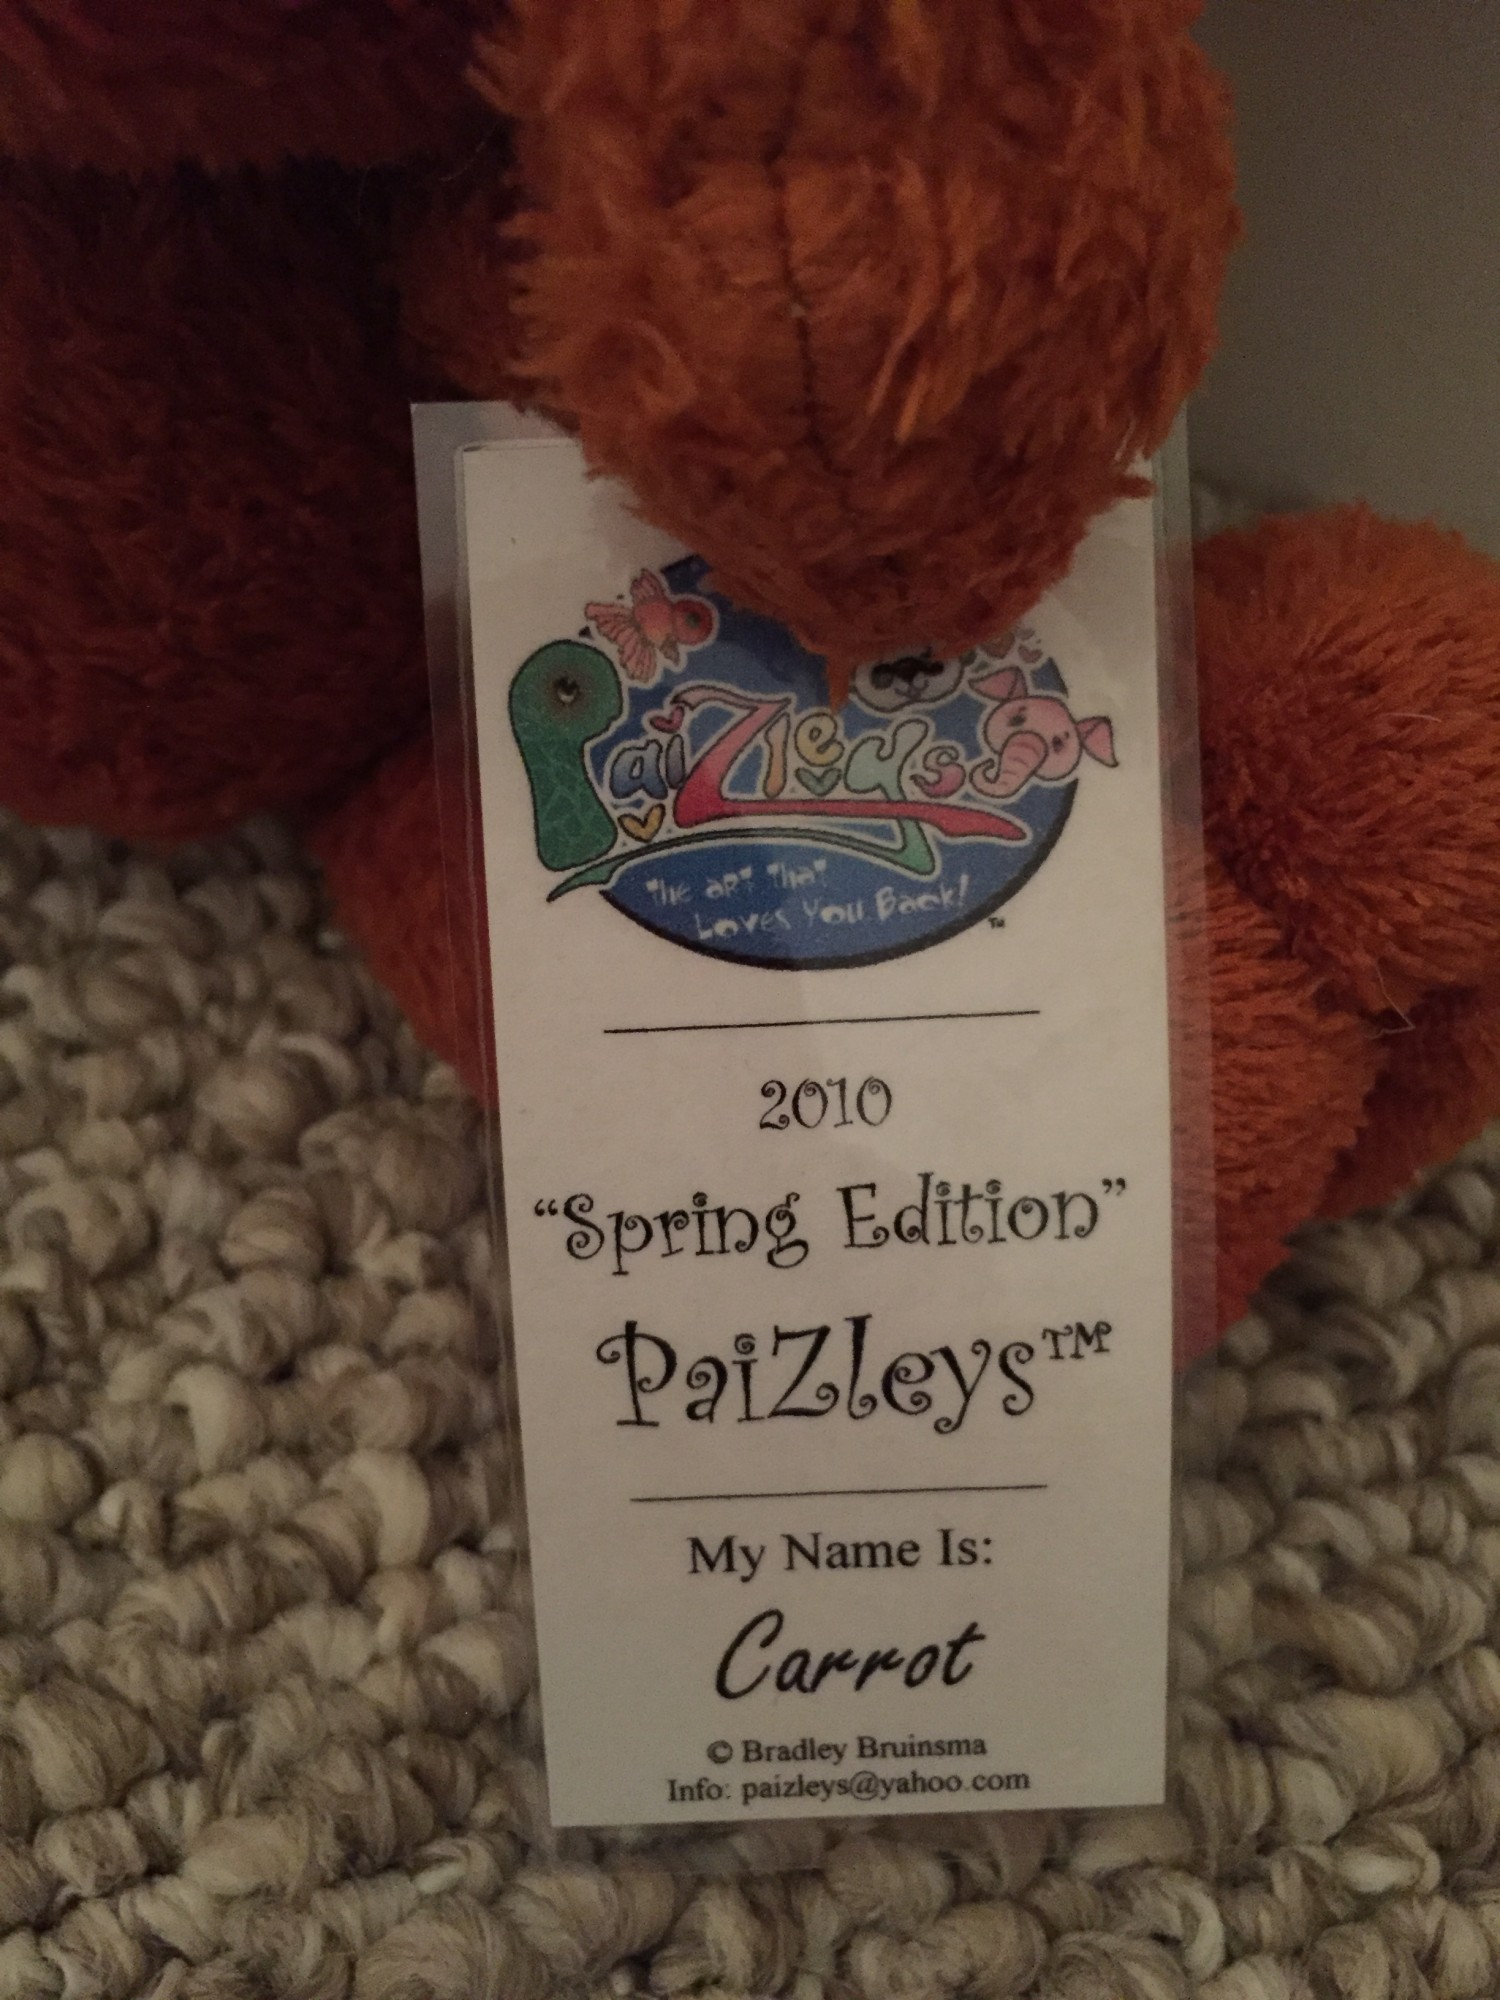 PaiZleys
The Art That
Loves You Back!
TM
2010
“Spring Edition”
PaiZleys™
My Name Is:
Carrot
© Bradley Bruinsma
Info: paizleys@yahoo.com